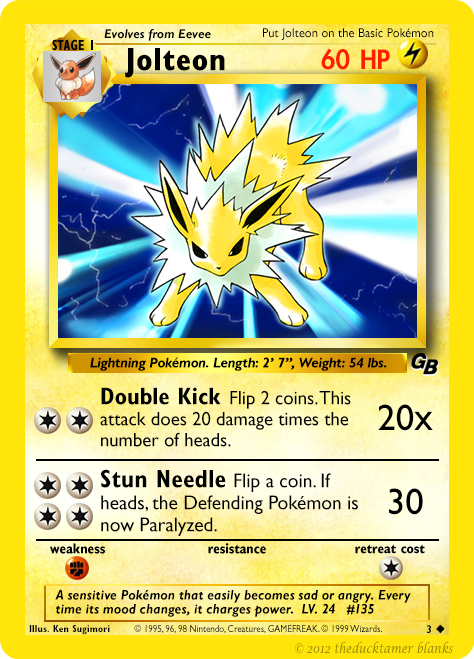 STAGE 1 Evolves from Eevee Put Jolteon on the Basic Pokémon
Jolteon 60 HP
Lightning Pokémon. Length: 2' 7", Weight: 54 lbs.
GB
Double Kick Flip 2 coins. This
attack does 20 damage times the
number of heads.
20x
Stun Needle Flip a coin. If
heads, the Defending Pokémon is
now Paralyzed.
30
weakness resistance retreat cost
A sensitive Pokémon that easily becomes sad or angry. Every
time its mood changes, it charges power. LV. 24 #135
Illus. Ken Sugimori © 1995, 96, 98 Nintendo, Creatures, GAMEFREAK. © 1999 Wizards. 3
© 2012 theducktamer blanks